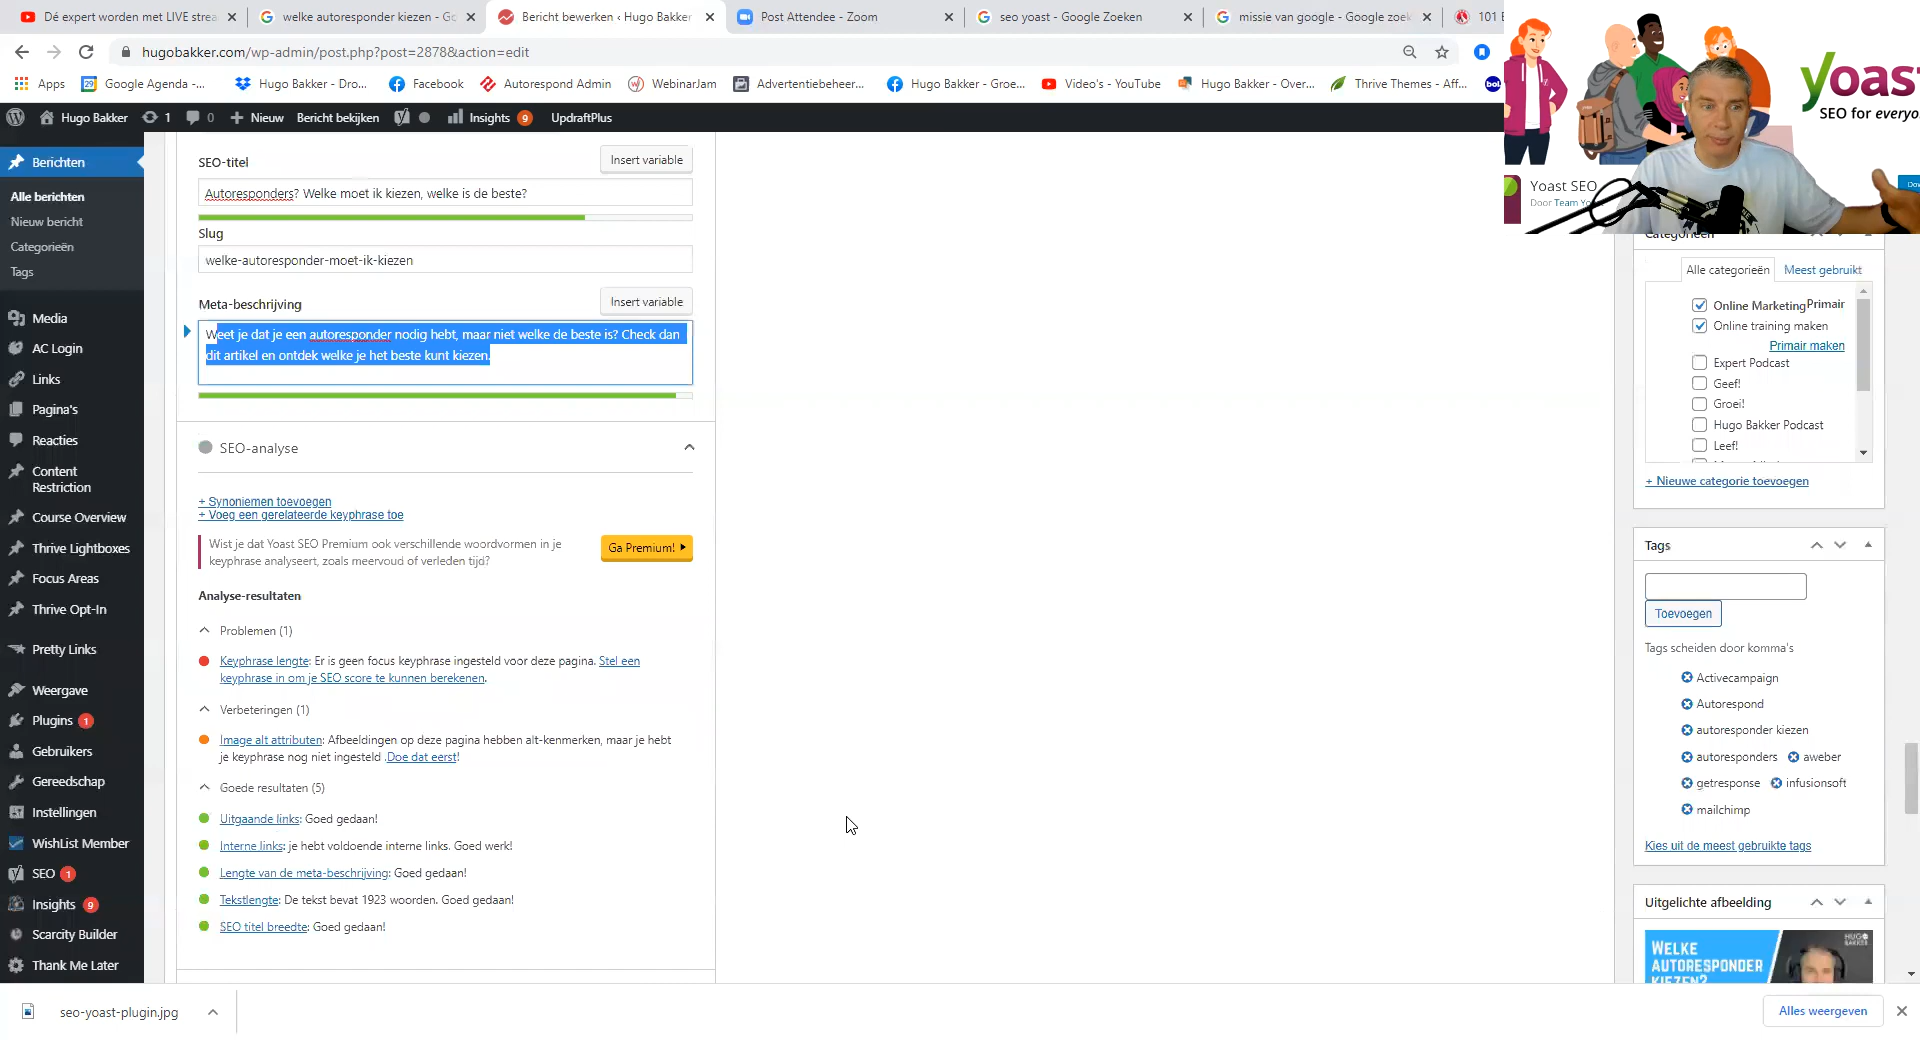 Dé expert worden met LIVE strea
welke autoresponder kiezen - Go
Bericht bewerken ‹ Hugo Bakker
Post Attendee - Zoom
seo yoast - Google Zoeken
missie van google - Google zoek
101 E
hugobakker.com/wp-admin/post.php?post=2878&action=edit
Apps
Google Agenda -...
Hugo Bakker - Dro...
Facebook
Autorespond Admin
WebinarJam
Advertentiebeheer...
Hugo Bakker - Groe...
Video's - YouTube
Hugo Bakker - Over...
Thrive Themes - Aff...
bol
Hugo Bakker
1
0
Nieuw
Bericht bekijken
Insights 9
UpdraftPlus
yoas
SEO for everyo
Yoast SEO
Door Team Yo
Dow
Berichten
Alle berichten
Nieuw bericht
Categorieën
Tags
Media
AC Login
Links
Pagina's
Reacties
Content
Restriction
Course Overview
Thrive Lightboxes
Focus Areas
Thrive Opt-In
Pretty Links
Weergave
Plugins 1
Gebruikers
Gereedschap
Instellingen
WishList Member
SEO 1
Insights 9
Scarcity Builder
Thank Me Later
SEO-titel
Insert variable
Autoresponders? Welke moet ik kiezen, welke is de beste?
Slug
welke-autoresponder-moet-ik-kiezen
Meta-beschrijving
Insert variable
Weet je dat je een autoresponder nodig hebt, maar niet welke de beste is? Check dan
dit artikel en ontdek welke je het beste kunt kiezen.
SEO-analyse
+ Synoniemen toevoegen
+ Voeg een gerelateerde keyphrase toe
Wist je dat Yoast SEO Premium ook verschillende woordvormen in je
keyphrase analyseert, zoals meervoud of verleden tijd?
Ga Premium!
Analyse-resultaten
Problemen (1)
Keyphrase lengte: Er is geen focus keyphrase ingesteld voor deze pagina. Stel een
keyphrase in om je SEO score te kunnen berekenen.
Verbeteringen (1)
Image alt attributen: Afbeeldingen op deze pagina hebben alt-kenmerken, maar je hebt
je keyphrase nog niet ingesteld .Doe dat eerst!
Goede resultaten (5)
Uitgaande links: Goed gedaan!
Interne links: je hebt voldoende interne links. Goed werk!
Lengte van de meta-beschrijving: Goed gedaan!
Tekstlengte: De tekst bevat 1923 woorden. Goed gedaan!
SEO titel breedte: Goed gedaan!
Categorieën
Alle categorieën
Meest gebruikt
Online Marketing Primair
Online training maken
Primair maken
Expert Podcast
Geef!
Groei!
Hugo Bakker Podcast
Leef!
+ Nieuwe categorie toevoegen
Tags
Toevoegen
Tags scheiden door komma's
Activecampaign
Autorespond
autoresponder kiezen
autoresponders
aweber
getresponse
infusionsoft
mailchimp
Kies uit de meest gebruikte tags
Uitgelichte afbeelding
WELKE
AUTORESPONDER
KIEZEN?
HUGO
BAKKER
seo-yoast-plugin.jpg
Alles weergeven